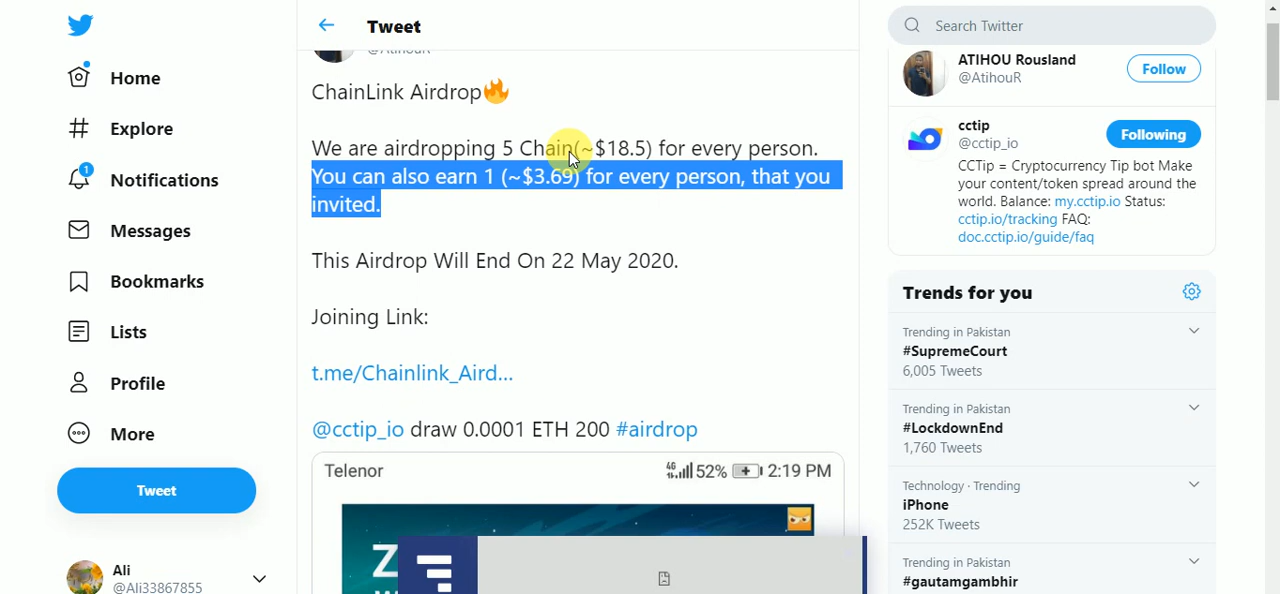 Home
Explore
1
Notifications
Messages
Bookmarks
Lists
Profile
More
Tweet
Ali
@Ali33867855
Tweet
@AtihouR
ChainLink Airdrop🔥
We are airdropping 5 Chain(~$18.5) for every person.
You can also earn 1 (~$3.69) for every person, that you
invited.
This Airdrop Will End On 22 May 2020.
Joining Link:
t.me/Chainlink_Aird...
@cctip_io draw 0.0001 ETH 200 #airdrop
Telenor
4G 52% 2:19 PM
Search Twitter
ATIHOU Rousland
@AtihouR
Follow
cctip
@cctip_io
Following
CCTip = Cryptocurrency Tip bot Make
your content/token spread around the
world. Balance: my.cctip.io Status:
cctip.io/tracking FAQ:
doc.cctip.io/guide/faq
Trends for you
Trending in Pakistan
#SupremeCourt
6,005 Tweets
Trending in Pakistan
#LockdownEnd
1,760 Tweets
Technology · Trending
iPhone
252K Tweets
Trending in Pakistan
#gautamgambhir